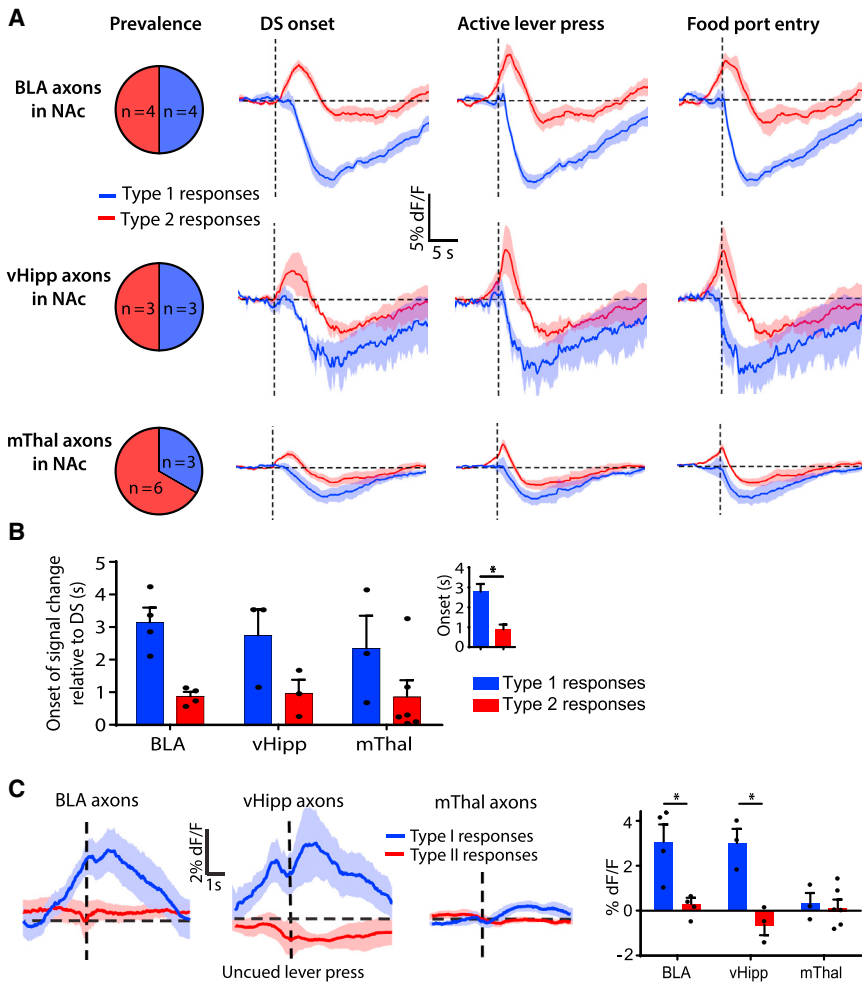 A
Prevalence
DS onset
Active lever press
Food port entry
BLA axons
in NAc
n=4 n=4
Type 1 responses
Type 2 responses
5% dF/F
5 s
vHipp axons
in NAc
n=3 n=3
mThal axons
in NAc
n=3
n=6
B
Onset of signal change
relative to DS (s)
5
4
3
2
1
0
BLA
vHipp
mThal
Onset (s)
4
3
2
1
0
*
Type 1 responses
Type 2 responses
C
BLA axons
vHipp axons
mThal axons
2% dF/F
1s
Type I responses
Type II responses
Uncued lever press
% dF/F
4
2
0
-2
*
*
BLA
vHipp
mThal